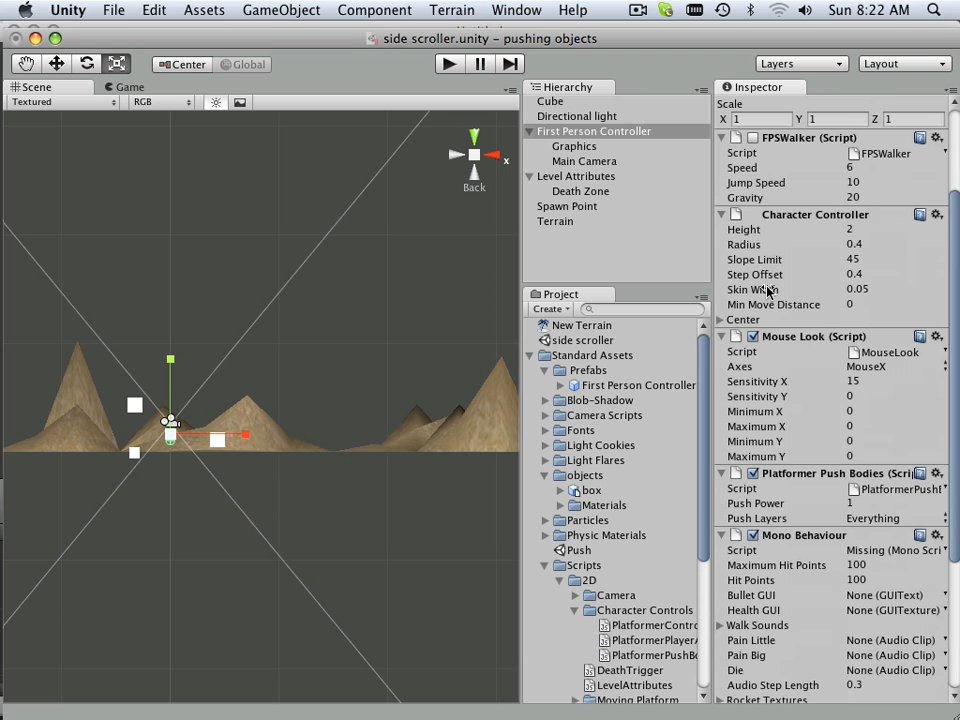 Unity File Edit Assets GameObject Component Terrain Window Help Sun 8:22 AM
side scroller.unity – pushing objects
Center Global Layers Layout
Scene Game
Textured RGB
x
Back
Hierarchy
Cube
Directional light
First Person Controller
Graphics
Main Camera
Level Attributes
Death Zone
Spawn Point
Terrain
Project
Create
New Terrain
side scroller
Standard Assets
Prefabs
First Person Controller
Blob-Shadow
Camera Scripts
Fonts
Light Cookies
Light Flares
objects
box
Materials
Particles
Physic Materials
Push
Scripts
2D
Camera
Character Controls
PlatformerContro
PlatformerPlayerA
PlatformerPushBo
DeathTrigger
LevelAttributes
Moving Platform
Inspector
Scale
X 1 Y 1 Z 1
FPSWalker (Script)
Script FPSWalker
Speed 6
Jump Speed 10
Gravity 20
Character Controller
Height 2
Radius 0.4
Slope Limit 45
Step Offset 0.4
Skin Width 0.05
Min Move Distance 0
Center
Mouse Look (Script)
Script MouseLook
Axes MouseX
Sensitivity X 15
Sensitivity Y 0
Minimum X 0
Maximum X 0
Minimum Y 0
Maximum Y 0
Platformer Push Bodies (Scrip
Script PlatformerPushB
Push Power 1
Push Layers Everything
Mono Behaviour
Script Missing (Mono Scri
Maximum Hit Points 100
Hit Points 100
Bullet GUI None (GUIText)
Health GUI None (GUITexture)
Walk Sounds
Pain Little None (Audio Clip)
Pain Big None (Audio Clip)
Die None (Audio Clip)
Audio Step Length 0.3
Rocket Textures